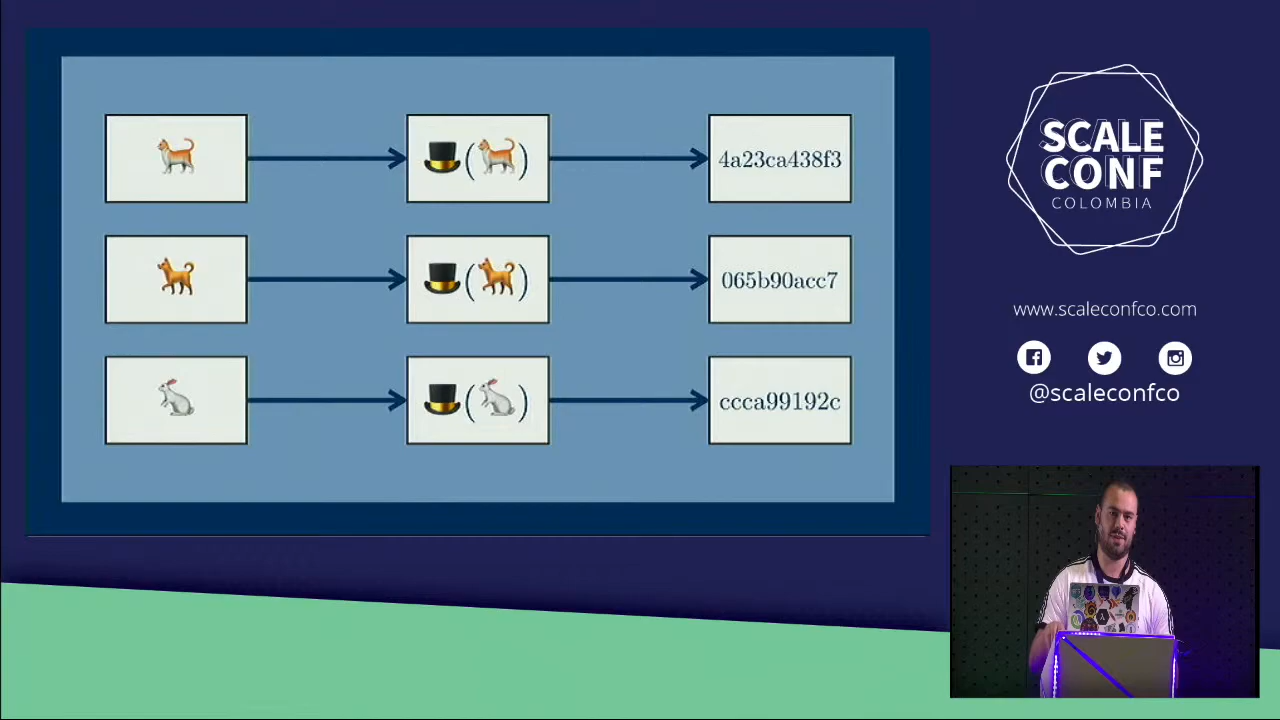 🎩(🐈)
4a23ca438f3
🎩(🐕)
065b90acc7
🎩(🐇)
ccca99192c
SCALE
CONF
COLOMBIA
www.scaleconfco.com
@scaleconfco